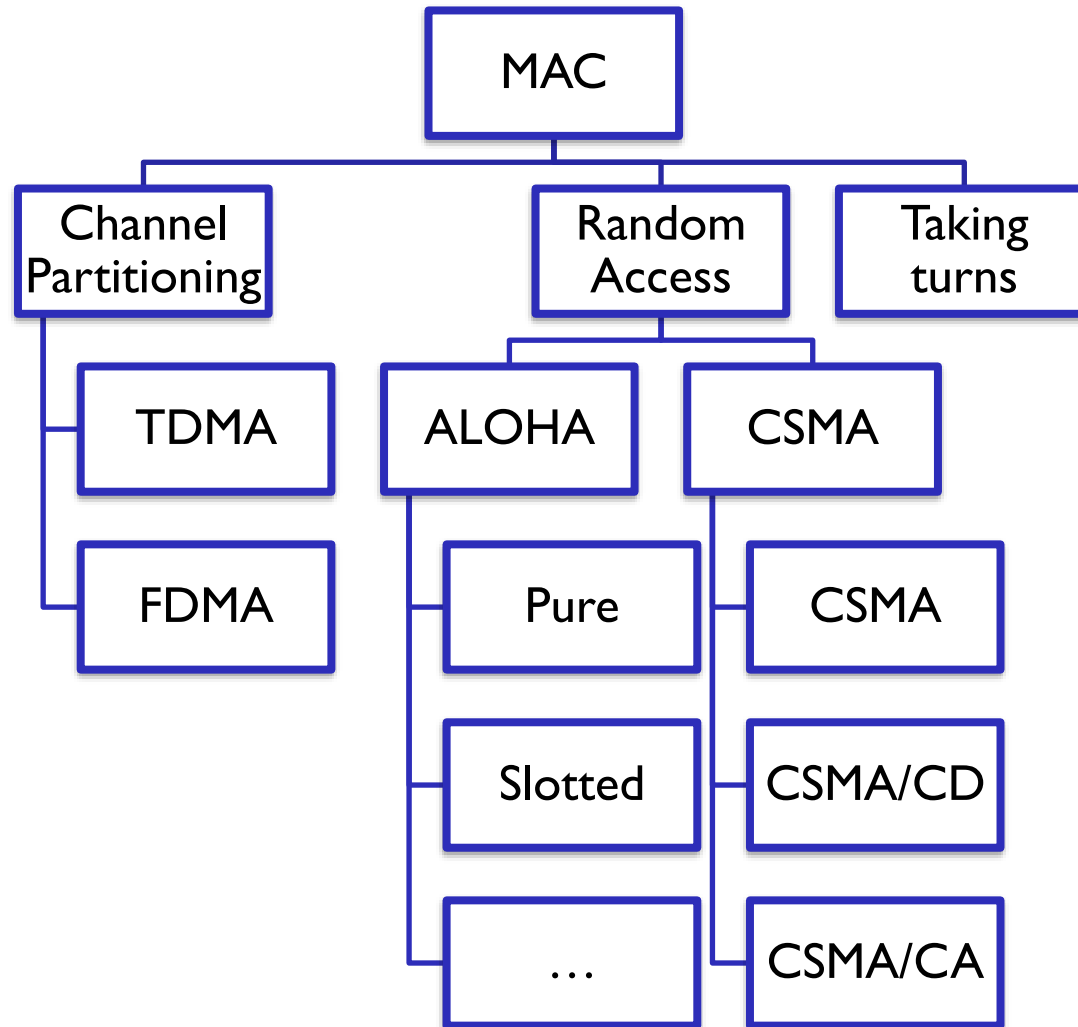 MAC
Channel
Partitioning
Random
Access
Taking
turns
TDMA
ALOHA
CSMA
FDMA
Pure
CSMA
Slotted
CSMA/CD
…
CSMA/CA